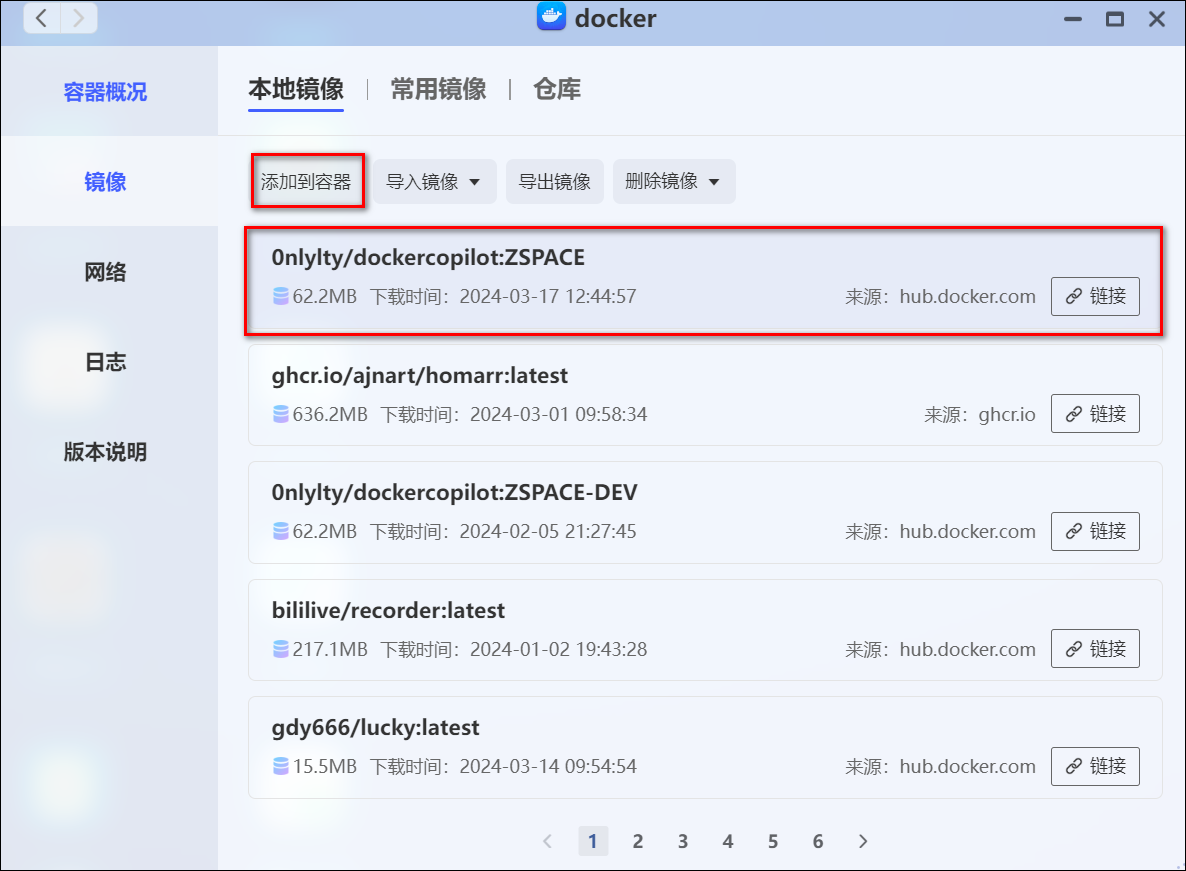 docker
容器概况
镜像
网络
日志
版本说明
本地镜像 | 常用镜像 | 仓库
添加到容器 导入镜像 导出镜像 删除镜像
0nlylty/dockercopilot:ZSPACE
62.2MB 下载时间：2024-03-17 12:44:57 来源：hub.docker.com 链接
ghcr.io/ajnart/homarr:latest
636.2MB 下载时间：2024-03-01 09:58:34 来源：ghcr.io 链接
0nlylty/dockercopilot:ZSPACE-DEV
62.2MB 下载时间：2024-02-05 21:27:45 来源：hub.docker.com 链接
bililive/recorder:latest
217.1MB 下载时间：2024-01-02 19:43:28 来源：hub.docker.com 链接
gdy666/lucky:latest
15.5MB 下载时间：2024-03-14 09:54:54 来源：hub.docker.com 链接
1 2 3 4 5 6